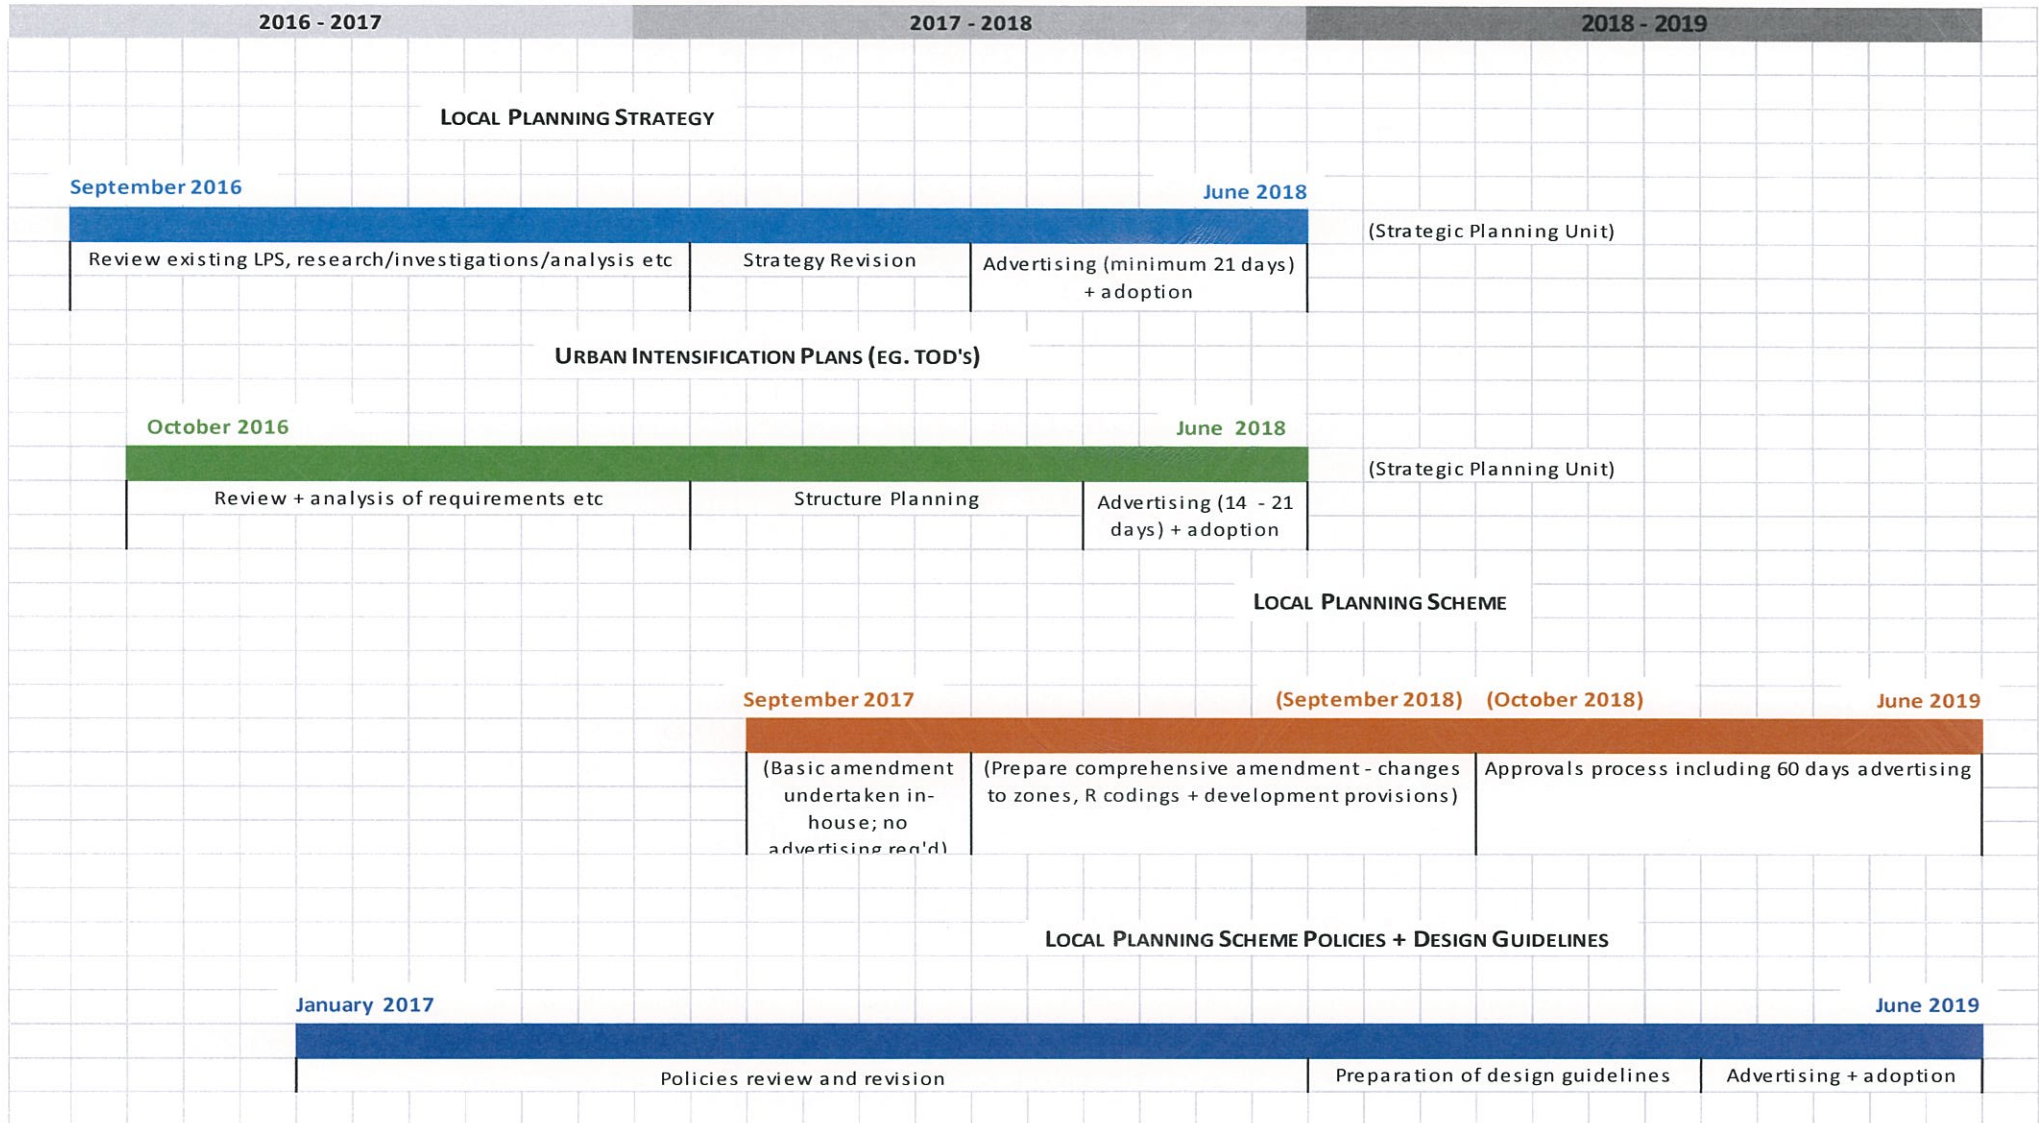 2016 - 2017
2017 - 2018
2018 - 2019
LOCAL PLANNING STRATEGY
September 2016
June 2018
(Strategic Planning Unit)
Review existing LPS, research/investigations/analysis etc
Strategy Revision
Advertising (minimum 21 days)
+ adoption
URBAN INTENSIFICATION PLANS (EG. TOD'S)
October 2016
June 2018
(Strategic Planning Unit)
Review + analysis of requirements etc
Structure Planning
Advertising (14 - 21
days) + adoption
LOCAL PLANNING SCHEME
September 2017
(September 2018)
(October 2018)
June 2019
(Basic amendment
undertaken in-
house; no
advertising req'd)
(Prepare comprehensive amendment - changes
to zones, R codings + development provisions)
Approvals process including 60 days advertising
LOCAL PLANNING SCHEME POLICIES + DESIGN GUIDELINES
January 2017
June 2019
Policies review and revision
Preparation of design guidelines
Advertising + adoption